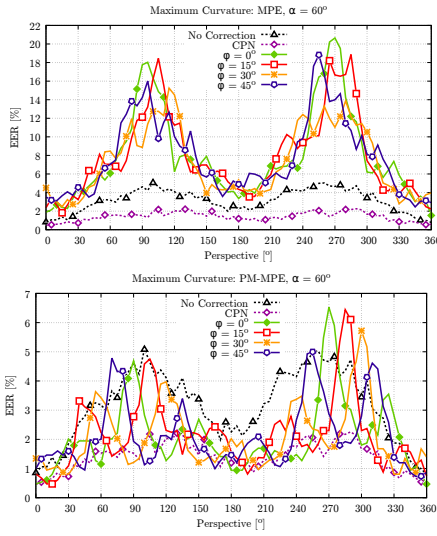 Maximum Curvature: MPE, α = 60°
No Correction
CPN
φ = 0°
φ = 15°
φ = 30°
φ = 45°
EER [%]
22
20
18
16
14
12
10
8
6
4
2
0
0 30 60 90 120 150 180 210 240 270 300 330 360
Perspective [°]
Maximum Curvature: PM-MPE, α = 60°
No Correction
CPN
φ = 0°
φ = 15°
φ = 30°
φ = 45°
EER [%]
7
6
5
4
3
2
1
0
0 30 60 90 120 150 180 210 240 270 300 330 360
Perspective [°]